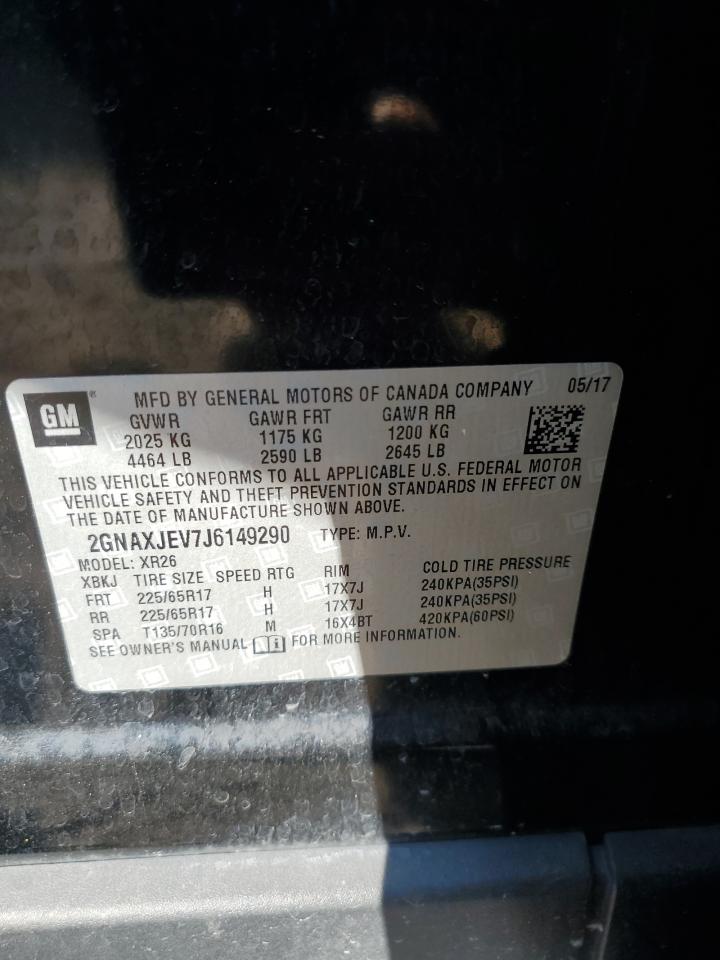 GM® MFD BY GENERAL MOTORS OF CANADA COMPANY 05/17
GVWR GAWR FRT GAWR RR
2025 KG 1175 KG 1200 KG
4464 LB 2590 LB 2645 LB
THIS VEHICLE CONFORMS TO ALL APPLICABLE U.S. FEDERAL MOTOR
VEHICLE SAFETY AND THEFT PREVENTION STANDARDS IN EFFECT ON
THE DATE OF MANUFACTURE SHOWN ABOVE.
2GNAXJEV7J6149290 TYPE: M.P.V.
MODEL: XR26
XBKJ TIRE SIZE SPEED RTG RIM COLD TIRE PRESSURE
FRT 225/65R17 H 17X7J 240KPA(35PSI)
RR 225/65R17 H 17X7J 240KPA(35PSI)
SPA T135/70R16 M 16X4BT 420KPA(60PSI)
SEE OWNER'S MANUAL i FOR MORE INFORMATION.